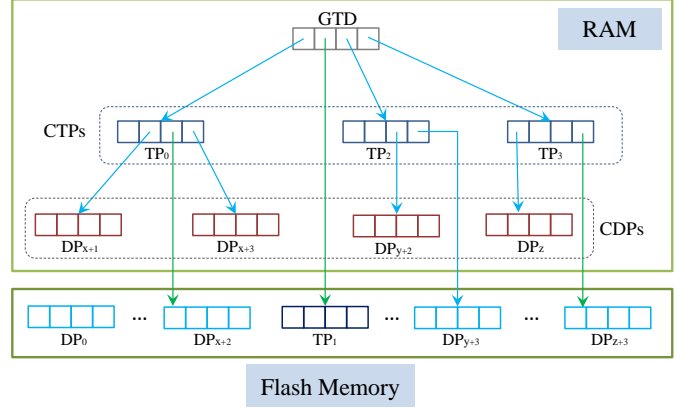 GTD
RAM
CTPs
TP0
TP2
TP3
DPx+1
DPx+3
DPy+2
DPz
CDPs
... ... ...
DP0
DPx+2
TP1
DPy+3
DPz+3
Flash Memory